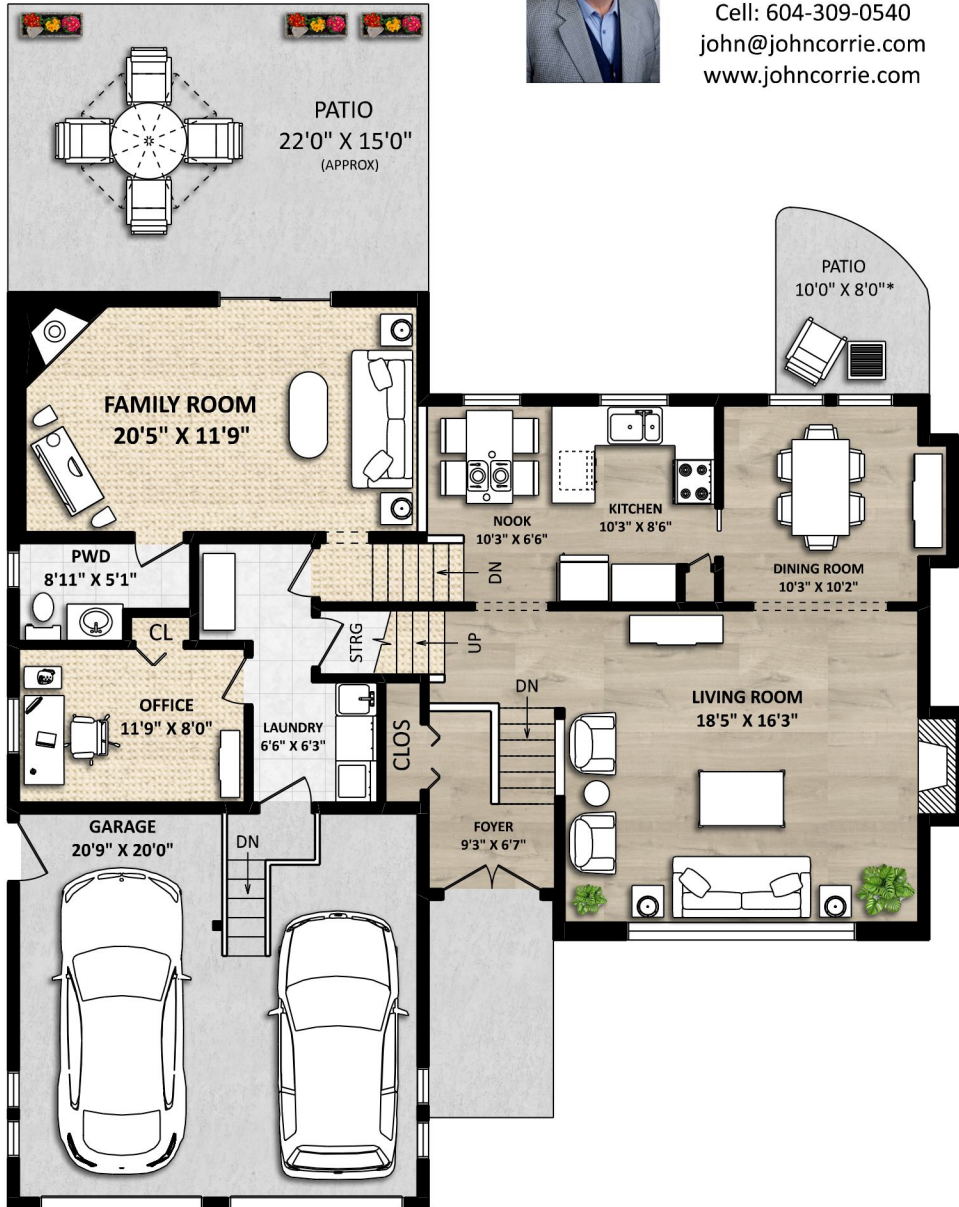 Cell: 604-309-0540
john@johncorrie.com
www.johncorrie.com
PATIO
22'0" X 15'0"
(APPROX)
PATIO
10'0" X 8'0"*
FAMILY ROOM
20'5" X 11'9"
NOOK
10'3" X 6'6"
KITCHEN
10'3" X 8'6"
DINING ROOM
10'3" X 10'2"
PWD
8'11" X 5'1"
DN
CL
STRG
UP
OFFICE
11'9" X 8'0"
LAUNDRY
6'6" X 6'3"
CLOS
DN
LIVING ROOM
18'5" X 16'3"
FOYER
9'3" X 6'7"
GARAGE
20'9" X 20'0"
DN